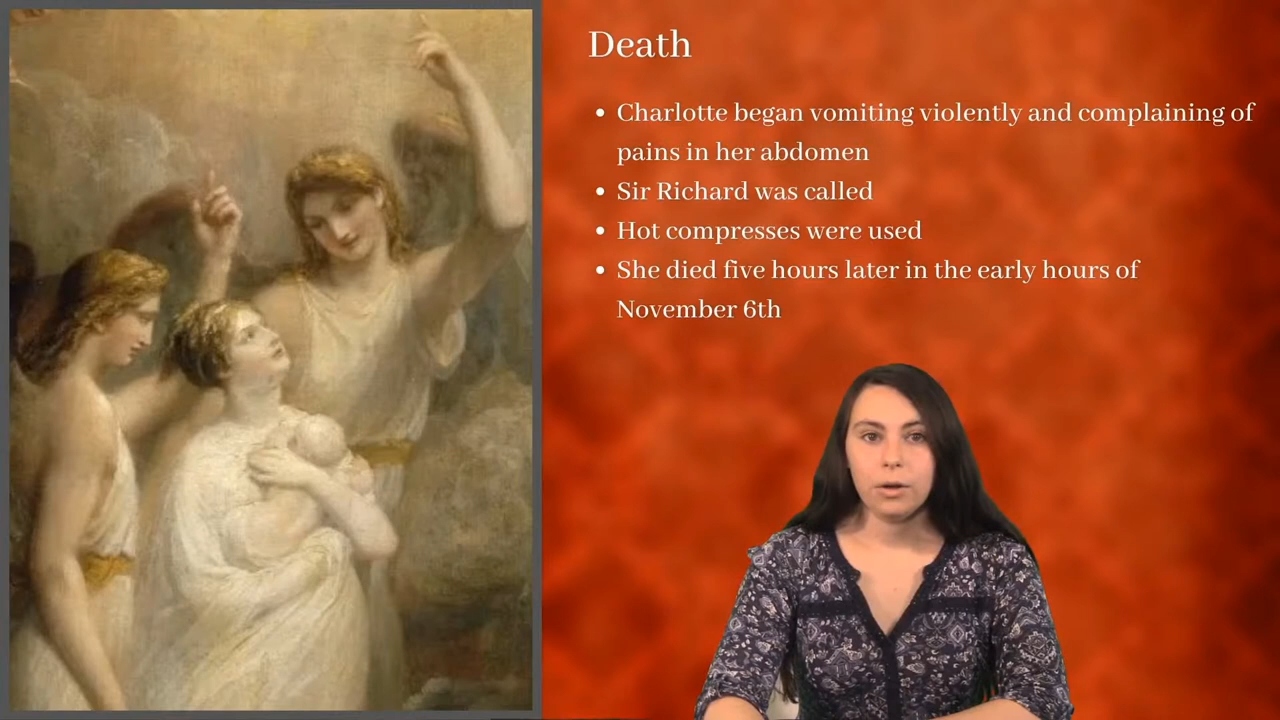 Death
• Charlotte began vomiting violently and complaining of
pains in her abdomen
• Sir Richard was called
• Hot compresses were used
• She died five hours later in the early hours of
November 6th